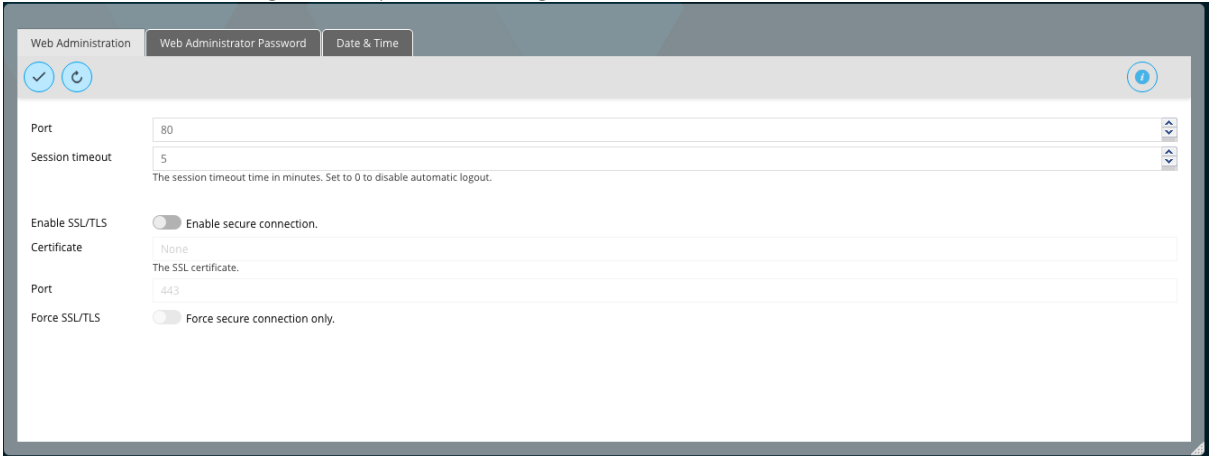 Web Administration Web Administrator Password Date & Time
Port 80
Session timeout 5
The session timeout time in minutes. Set to 0 to disable automatic logout.
Enable SSL/TLS Enable secure connection.
Certificate None
The SSL certificate.
Port 443
Force SSL/TLS Force secure connection only.